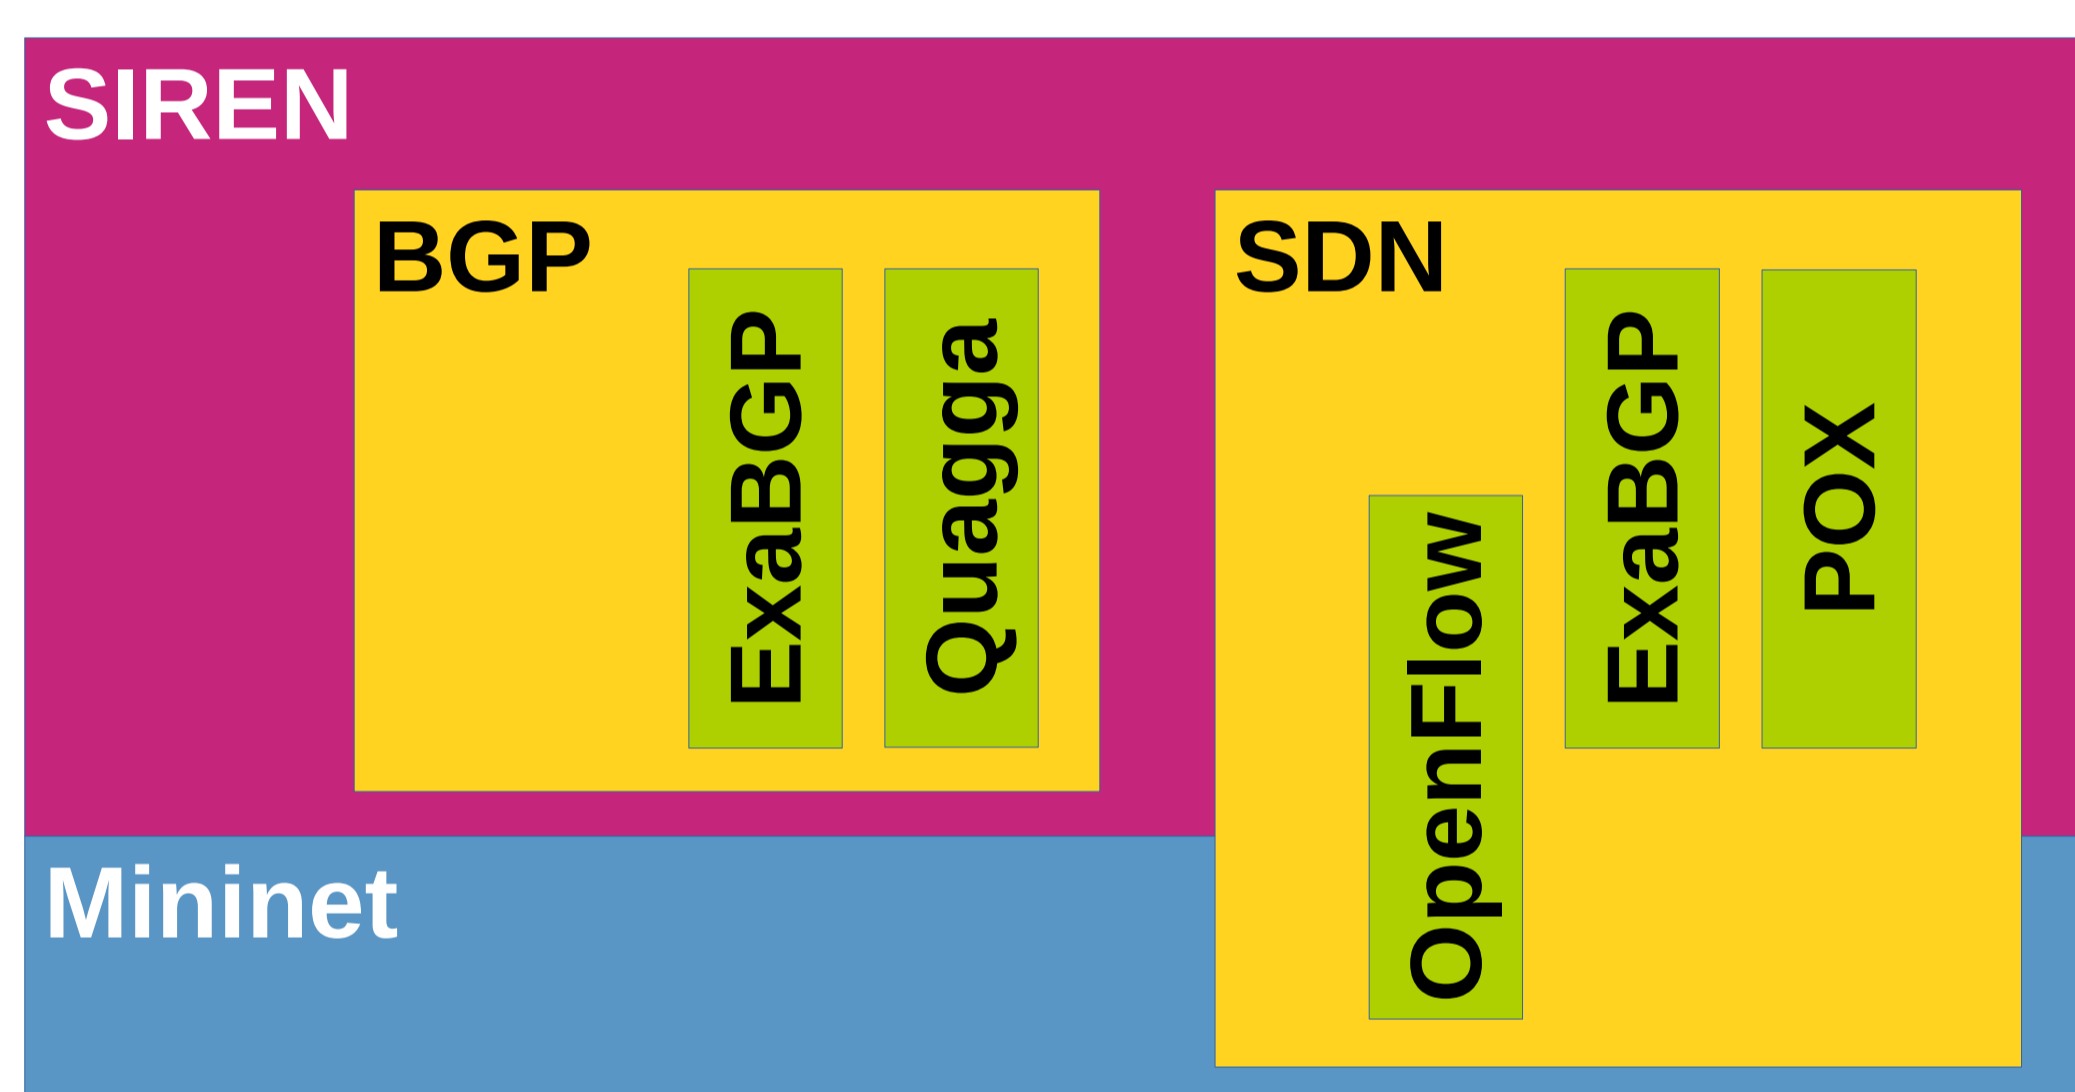 SIREN
BGP
ExaBGP
Quagga
SDN
OpenFlow
ExaBGP
POX
Mininet